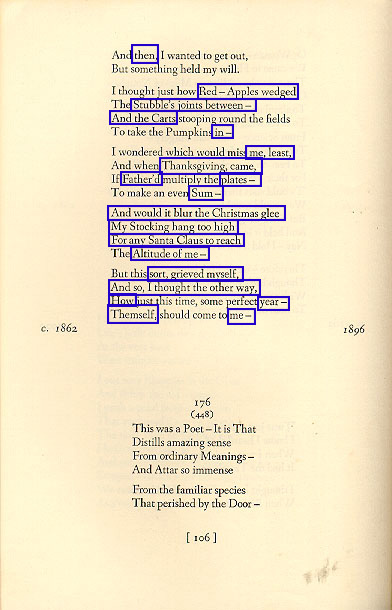 And then, I wanted to get out,
But something held my will.
I thought just how Red – Apples wedged
The Stubble's joints between –
And the Carts stooping round the fields
To take the Pumpkins in –
I wondered which would miss me, least,
And when Thanksgiving, came,
If Father'd multiply the plates –
To make an even Sum –
And would it blur the Christmas glee
My Stocking hang too high
For any Santa Claus to reach
The Altitude of me –
But this sort, grieved myself,
And so, I thought the other way,
How just this time, some perfect year –
Themself, should come to me –
c. 1862 1896
176
(448)
This was a Poet – It is That
Distills amazing sense
From ordinary Meanings –
And Attar so immense
From the familiar species
That perished by the Door –
[ 106 ]